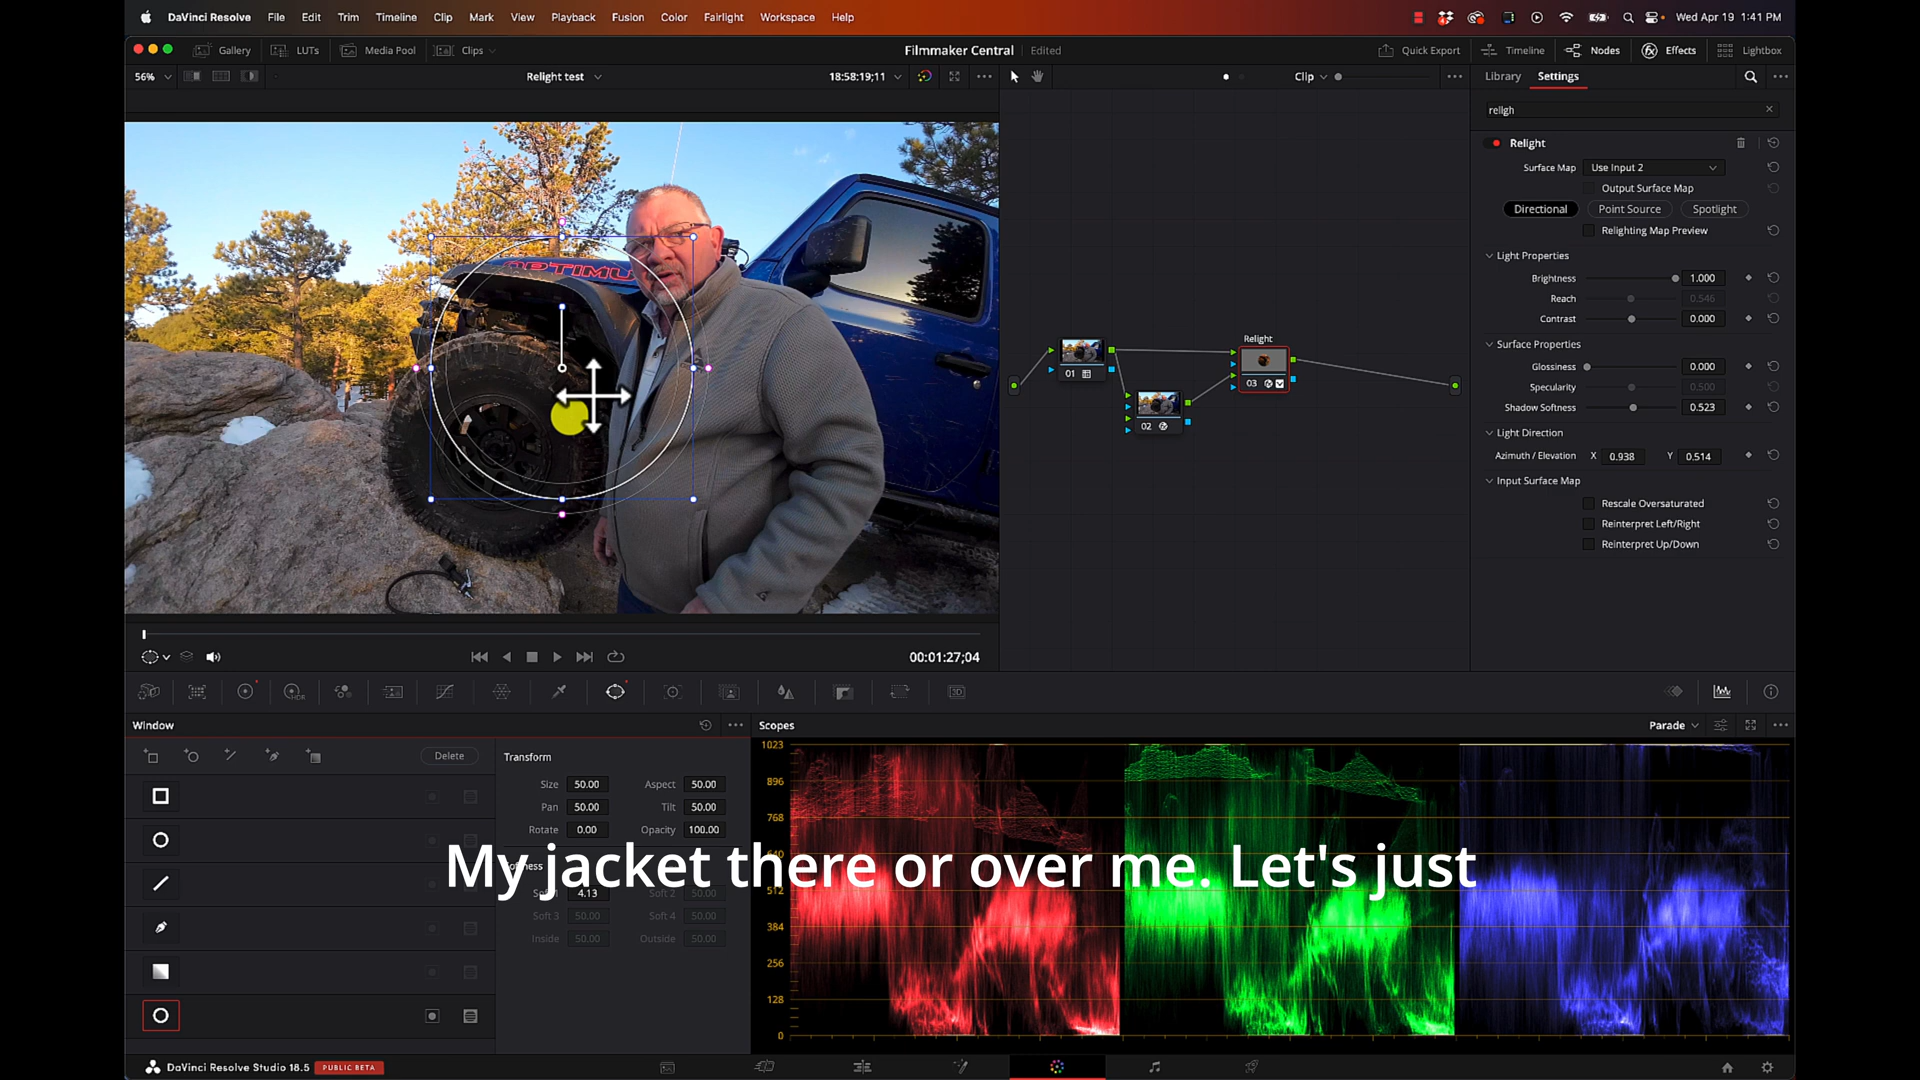 DaVinci Resolve File Edit Trim Timeline Clip Mark View Playback Fusion Color Fairlight Workspace Help Wed Apr 19 1:41 PM
Gallery LUTs Media Pool Clips Filmmaker Central Edited Quick Export Timeline Nodes Effects Lightbox
56% Relight test 18:58:19;11 Clip Library Settings
religh
Relight
Surface Map Use Input 2
Output Surface Map
Directional Point Source Spotlight
Relighting Map Preview
Light Properties
Brightness 1.000
Reach 0.546
Contrast 0.000
Surface Properties
Glossiness 0.000
Specularity 0.500
Shadow Softness 0.523
Light Direction
Azimuth / Elevation X 0.938 Y 0.514
Input Surface Map
Rescale Oversaturated
Reinterpret Left/Right
Reinterpret Up/Down
OPTIMU
Relight
01
03
02
00:01:27;04
HDR
3D
Window
Delete
Transform
Size 50.00 Aspect 50.00
Pan 50.00 Tilt 50.00
Rotate 0.00 Opacity 100.00
Soft 1 4.13 Soft 2 50.00
Soft 3 50.00 Soft 4 50.00
Inside 50.00 Outside 50.00
Scopes Parade
1023
896
768
640
512
384
256
128
0
My jacket there or over me. Let's just
DaVinci Resolve Studio 18.5 PUBLIC BETA